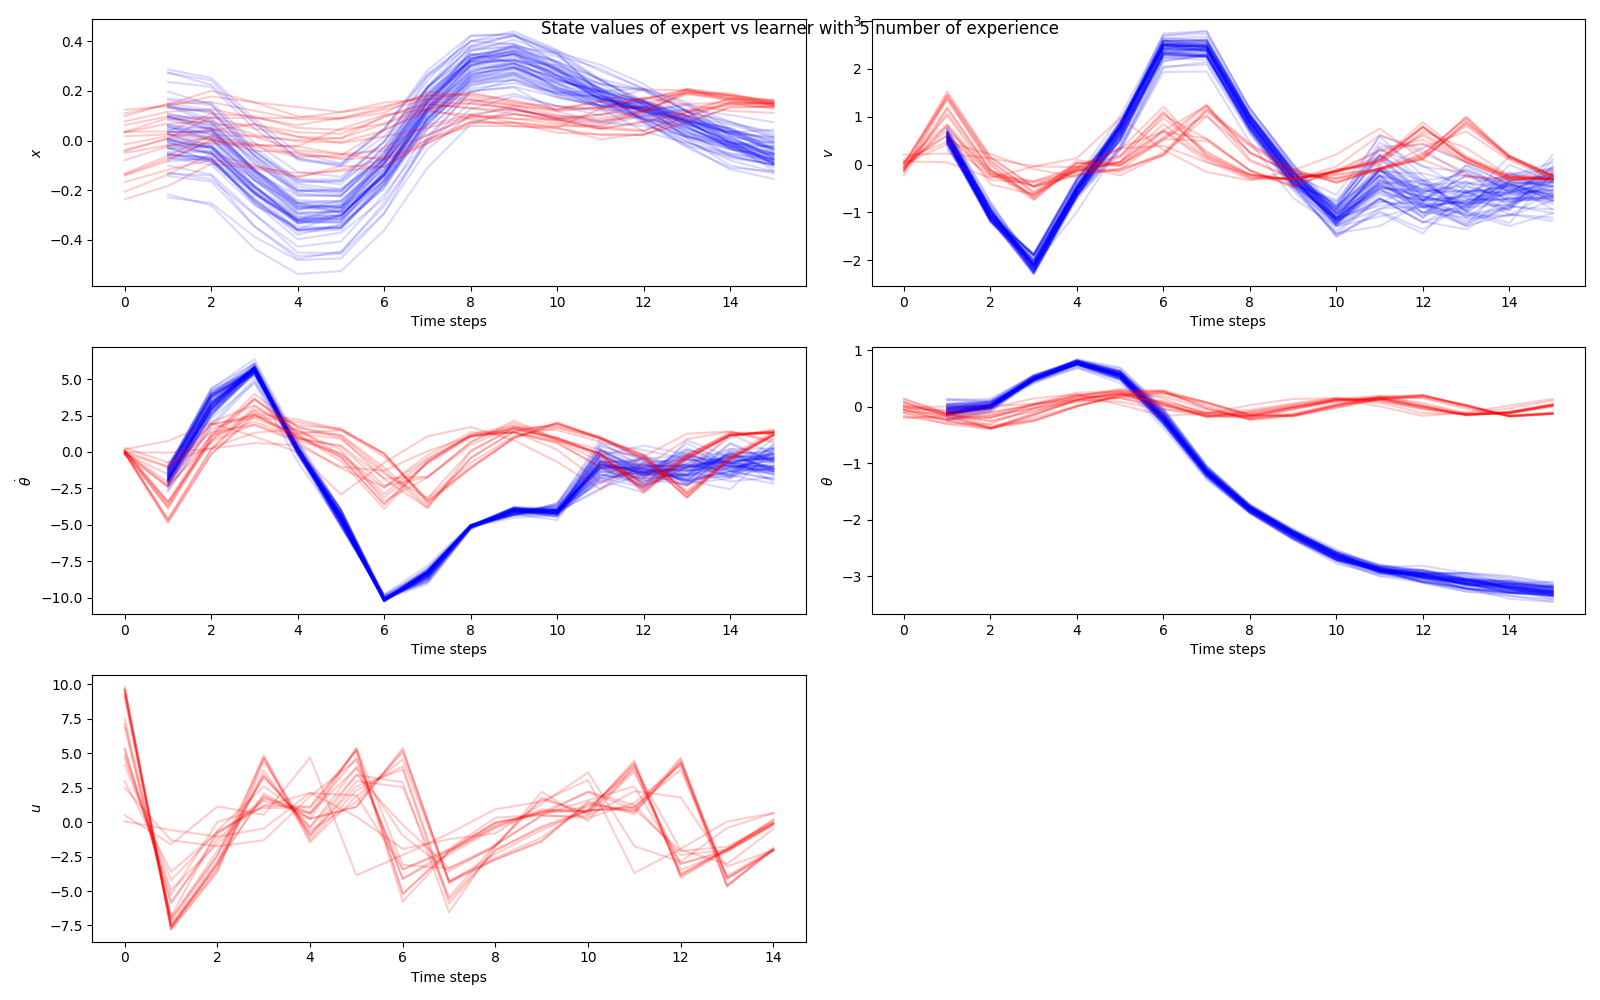 State values of expert vs learner with 5 number of experience
0.4
0.2
0.0
−0.2
−0.4
x
0 2 4 6 8 10 12 14
Time steps
3
2
1
0
−1
−2
v
0 2 4 6 8 10 12 14
Time steps
5.0
2.5
0.0
−2.5
−5.0
−7.5
−10.0
θ̇
0 2 4 6 8 10 12 14
Time steps
1
0
−1
−2
−3
θ
0 2 4 6 8 10 12 14
Time steps
10.0
7.5
5.0
2.5
0.0
−2.5
−5.0
−7.5
u
0 2 4 6 8 10 12 14
Time steps